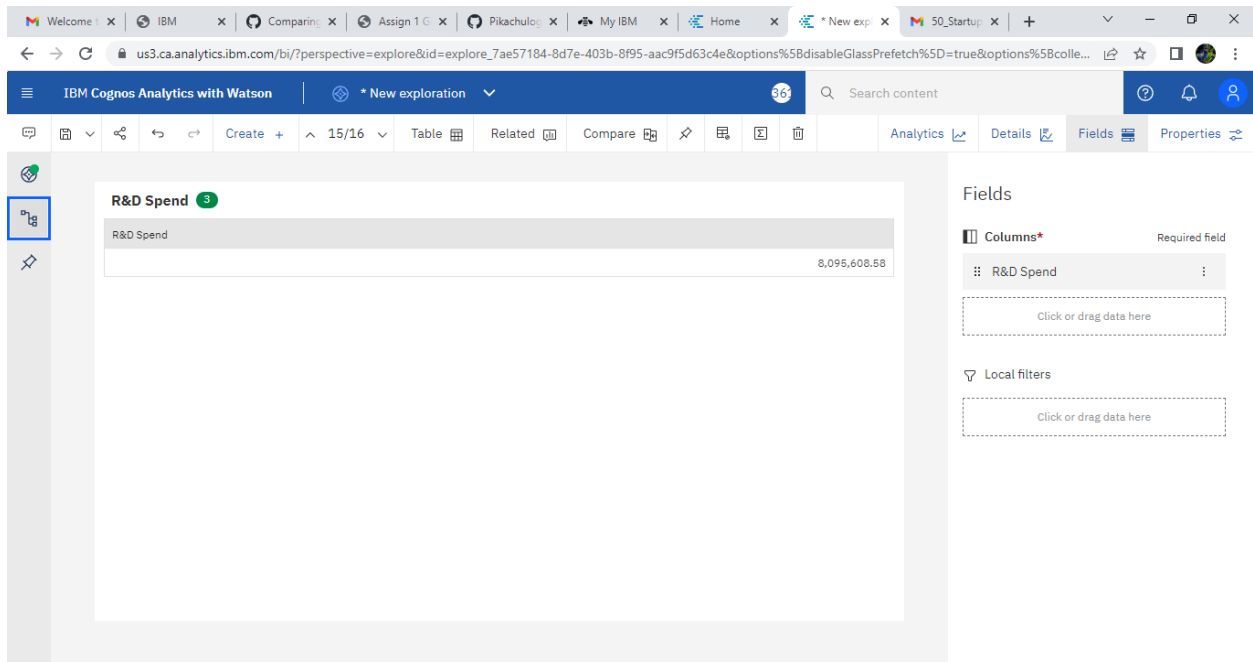 Welcome t IBM Comparing Assign 1 G Pikachulog My IBM Home * New expl 50_Startup
us3.ca.analytics.ibm.com/bi/?perspective=explore&id=explore_7ae57184-8d7e-403b-8f95-aac9f5d63c4e&options%5BdisableGlassPrefetch%5D=true&options%5Bcolle...
IBM Cognos Analytics with Watson * New exploration 363 Search content
Create + 15/16 Table Related Compare Analytics Details Fields Properties
R&D Spend 3
R&D Spend
8,095,608.58
Fields
Columns* Required field
R&D Spend
Click or drag data here
Local filters
Click or drag data here